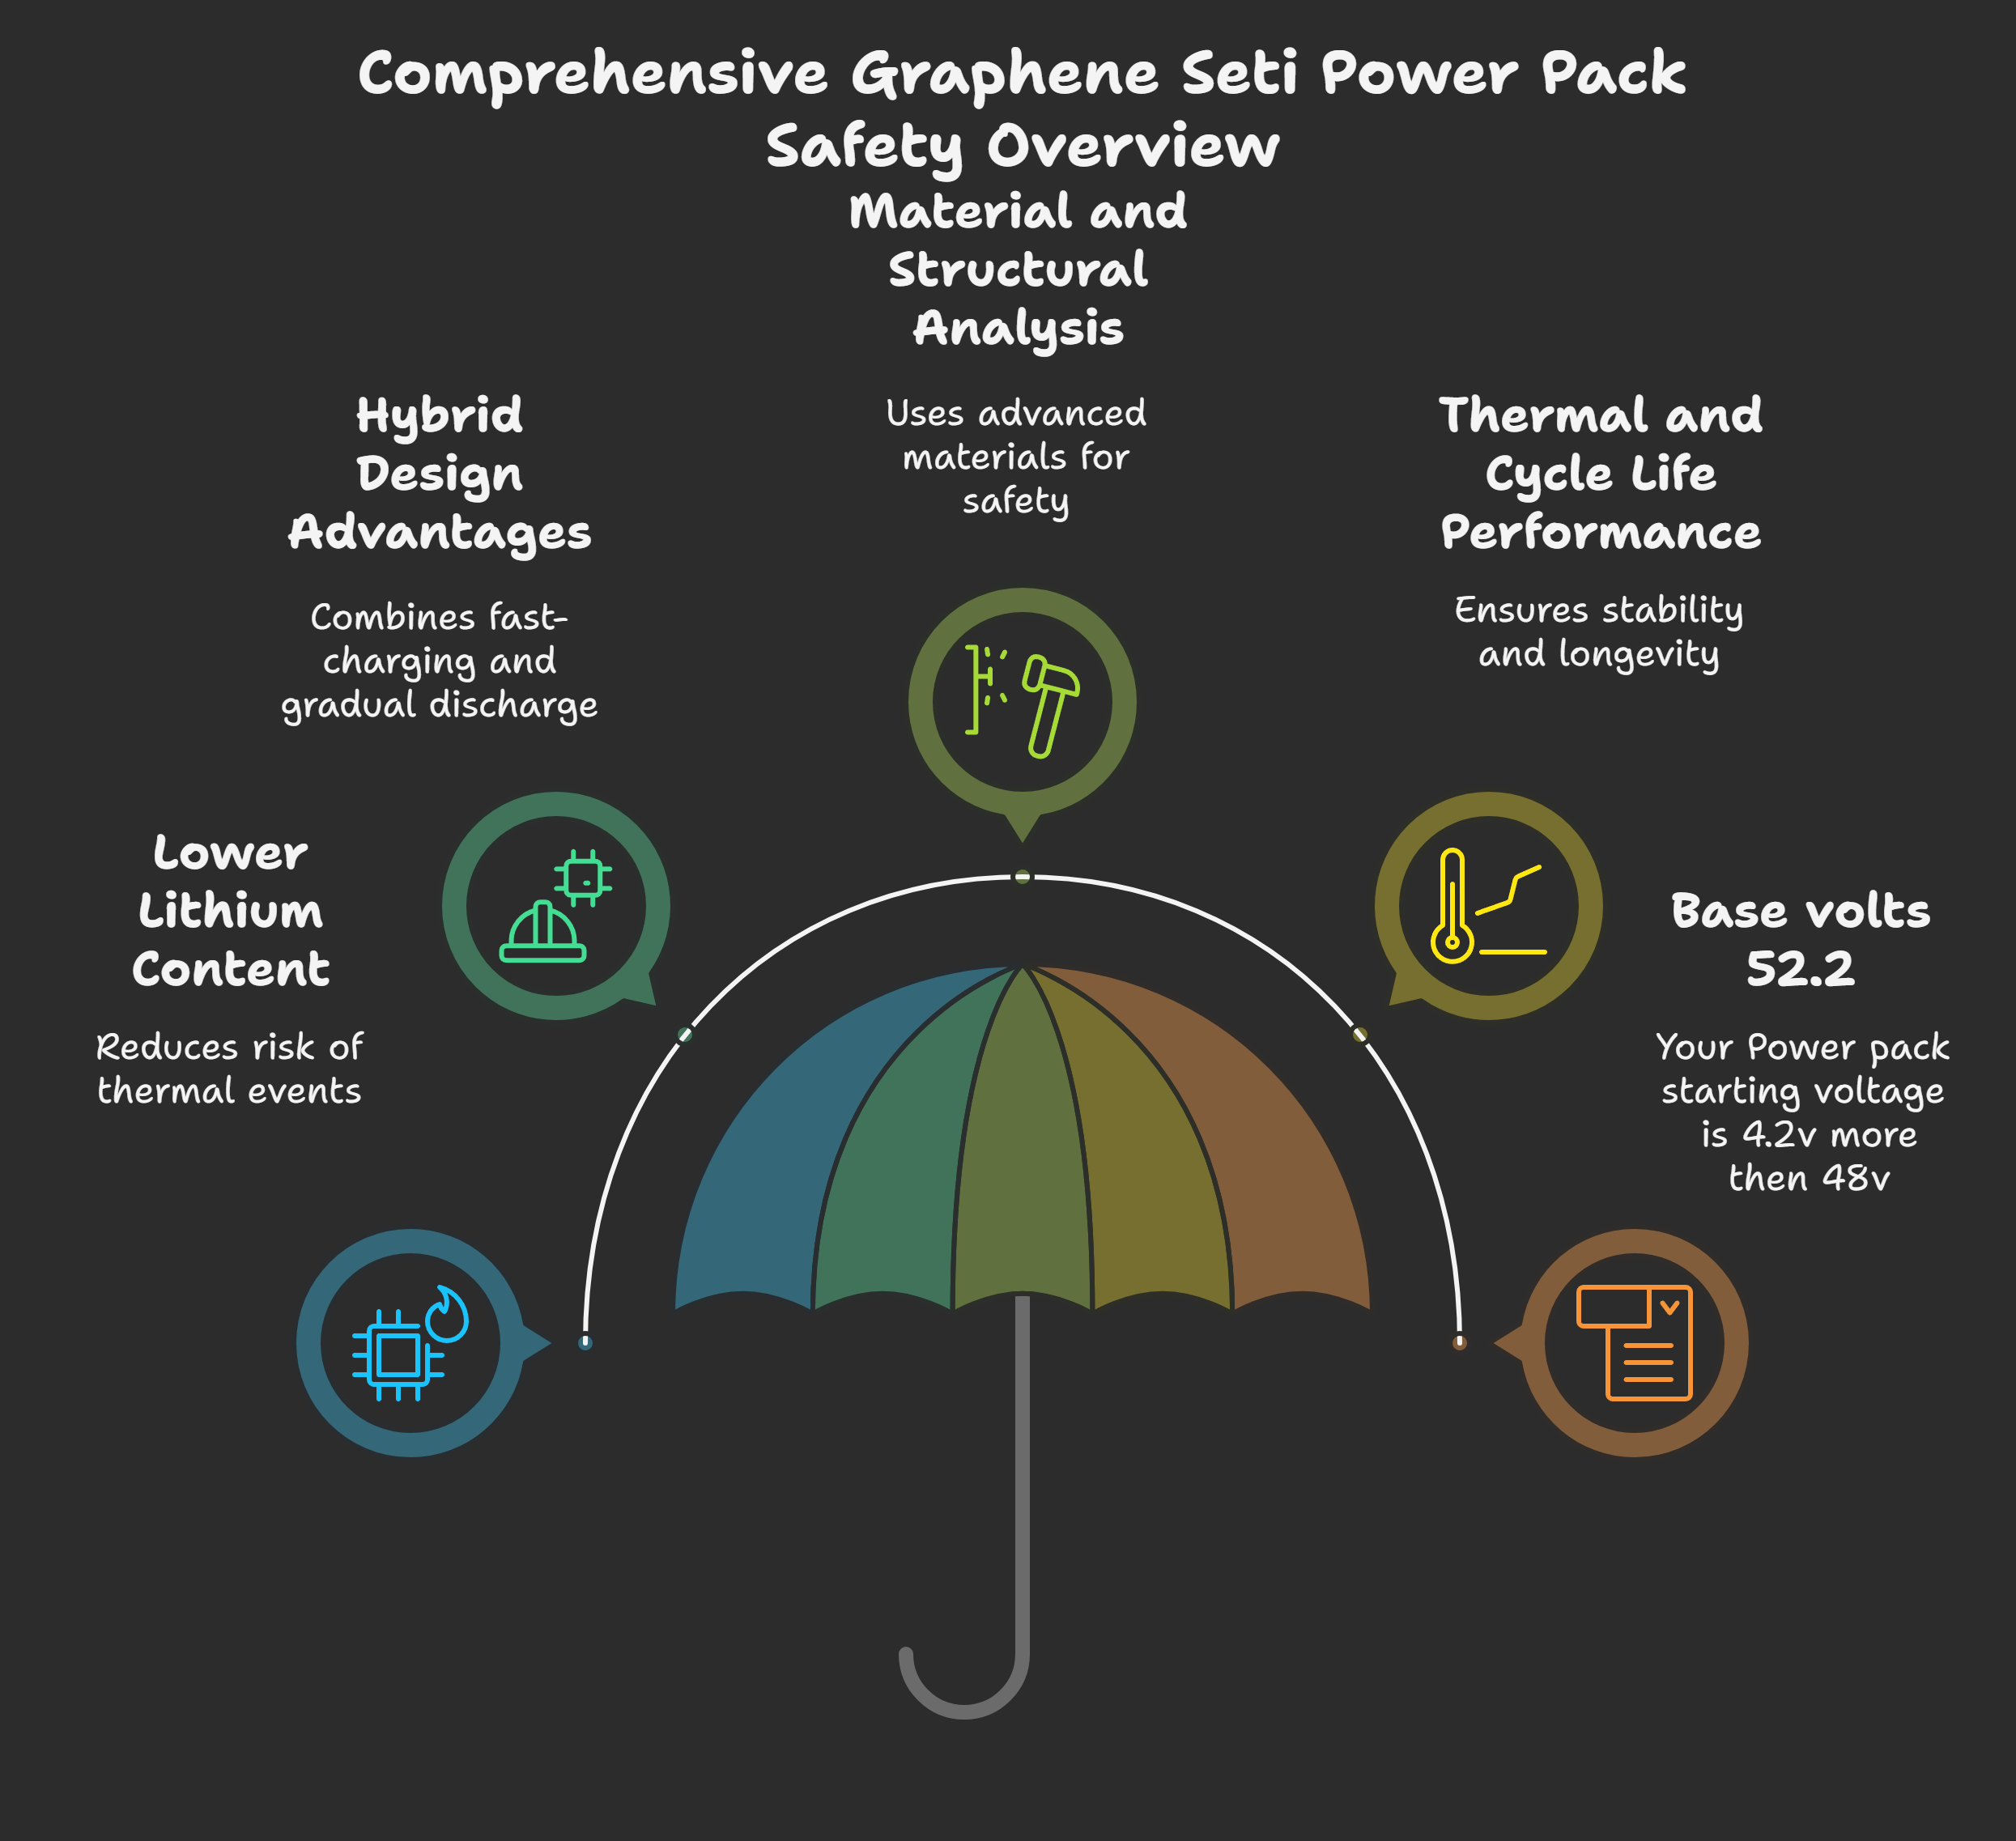 Comprehensive Graphene Seti Power Pack
Safety Overview
Material and
Structural
Analysis
Uses advanced
materials for
safety
Hybrid
Design
Advantages
Combines fast-
charging and
gradual discharge
Thermal and
Cycle Life
Performance
Ensures stability
and longevity
Lower
Lithium
Content
Reduces risk of
thermal events
Base volts
52.2
Your Power pack
starting voltage
is 4.2v more
then 48v